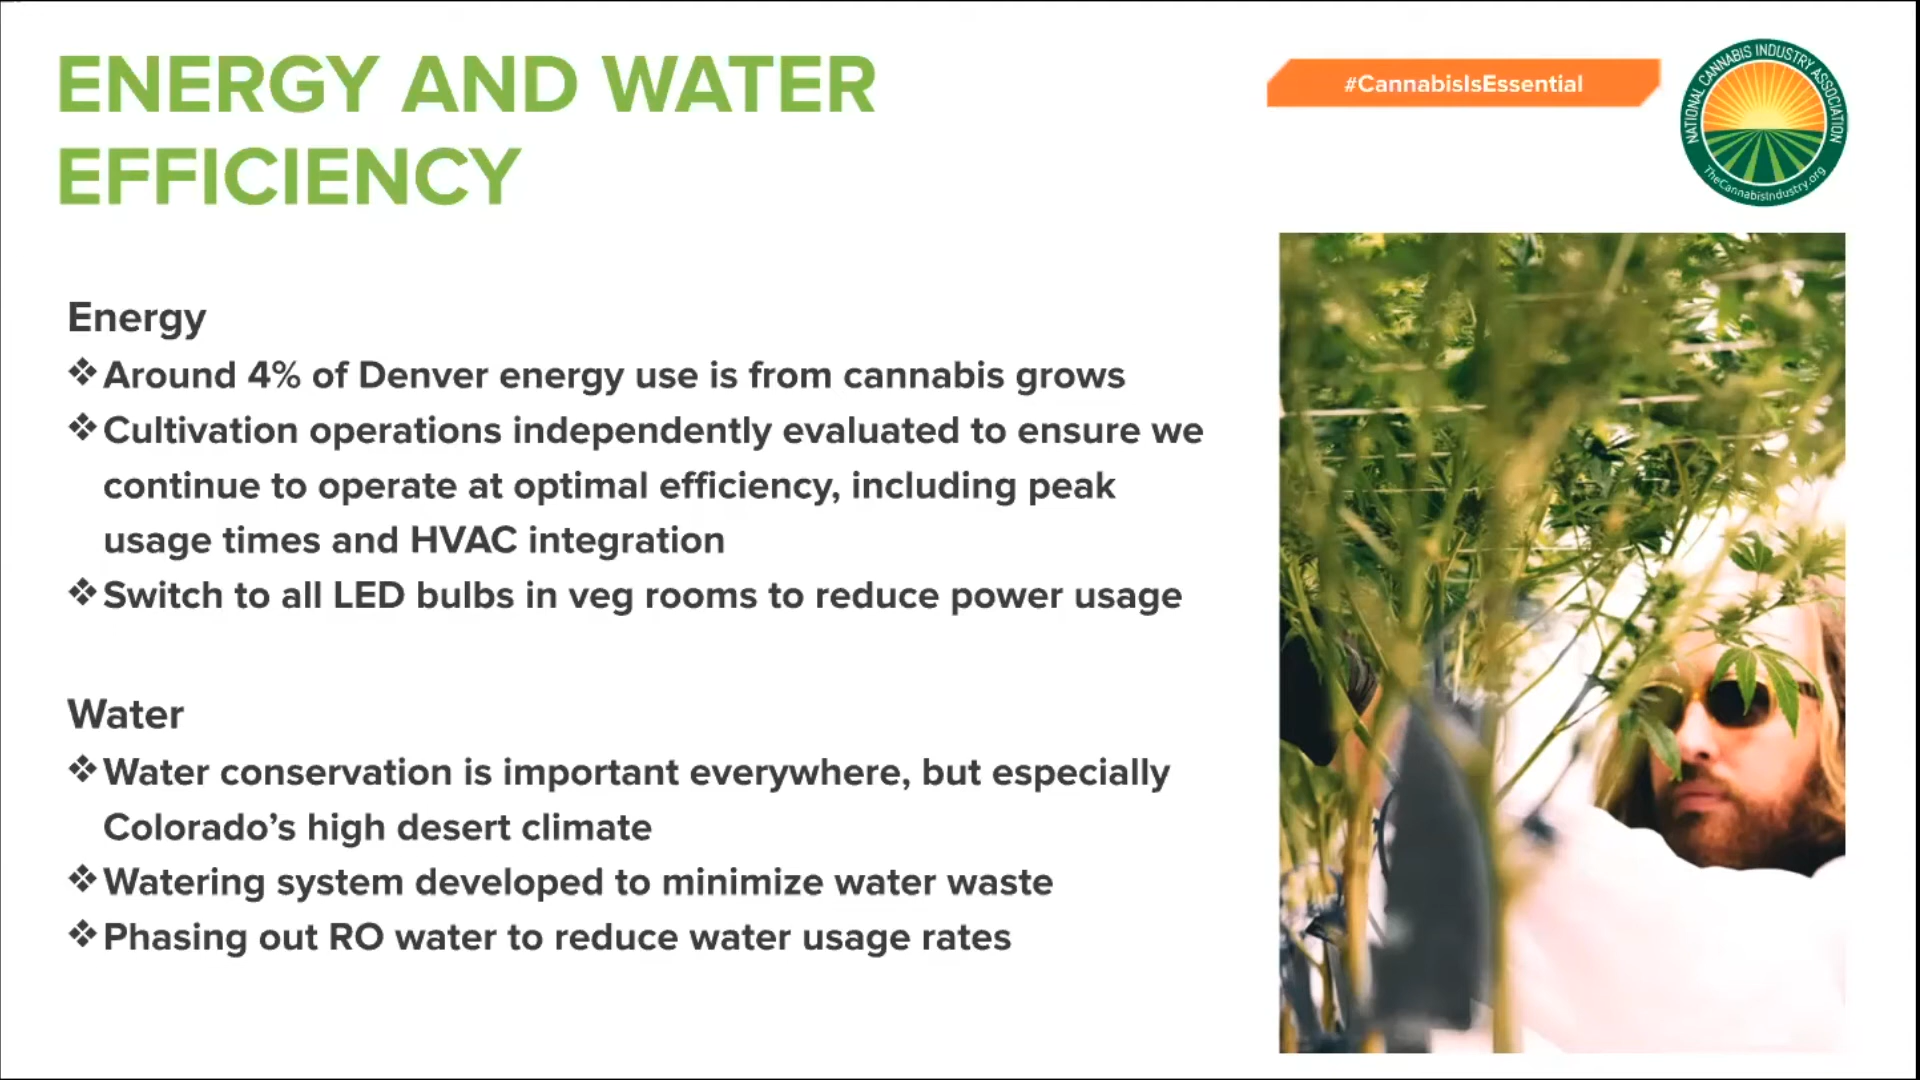 ENERGY AND WATER
EFFICIENCY
#CannabisIsEssential
NATIONAL CANNABIS INDUSTRY ASSOCIATION
TheCannabisIndustry.org
Energy
❖Around 4% of Denver energy use is from cannabis grows
❖Cultivation operations independently evaluated to ensure we
continue to operate at optimal efficiency, including peak
usage times and HVAC integration
❖Switch to all LED bulbs in veg rooms to reduce power usage
Water
❖Water conservation is important everywhere, but especially
Colorado’s high desert climate
❖Watering system developed to minimize water waste
❖Phasing out RO water to reduce water usage rates